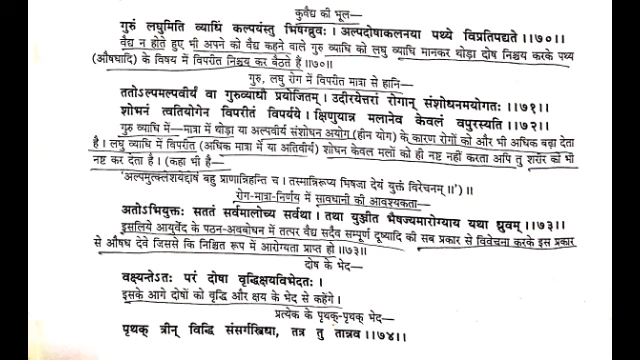 कुवैद्य की भूल—
गुरुं लघुमिति व्याधिं कल्पयंस्तु भिषग्ब्रुवः । अल्पदोषाकलनया पथ्ये विप्रतिपद्यते ।।७०।।
वैद्य न होते हुए भी अपने को वैद्य कहने वाले गुरु व्याधि को लघु व्याधि मानकर थोड़ा दोष निश्चय करके पथ्य
(औषधादि) के विषय में विपरीत निश्चय कर बैठते हैं ।।७०।।
गुरु, लघु रोग में विपरीत मात्रा से हानि—
ततोऽल्पमल्पवीर्यं वा गुरुव्याधौ प्रयोजितम् । उदीरयेत्तरां रोगान् संशोधनमयोगतः ।।७१।।
शोधनं त्वतियोगेन विपरीतं विपर्यये । क्षिणुयान्न मलानेव केवलं वपुरस्यति ।।७२।।
गुरु व्याधि में—मात्रा में थोड़ा या अल्पवीर्य संशोधन अयोग (हीन योग) के कारण रोगों को और भी अधिक बढ़ा देता
है । लघु व्याधि में विपरीत (अधिक मात्रा में या अतिवीर्य) शोधन केवल मलों को ही नष्ट नहीं करता अपि तु शरीर को भी
नष्ट कर देता है । (कहा भी है—
'अल्पमुत्क्लेशयेद्दोषं बहु प्राणान्निहन्ति च । तस्मान्निरूप्य भिषजा देयं युक्तं विरेचनम् ।।') ।।
रोग-मात्रा-निर्णय में सावधानी की आवश्यकता—
अतोऽभियुक्तः सततं सर्वमालोच्य सर्वथा । तथा युञ्जीत भैषज्यमारोग्याय यथा ध्रुवम् ।।७३।।
इसलिये आयुर्वेद के पठन-अवबोधन में तत्पर वैद्य सदैव सम्पूर्ण दूष्यादि की सब प्रकार से विवेचना करके इस प्रकार
से औषध देवे जिससे कि निश्चित रूप में आरोग्यता प्राप्त हो ।।७३।।
दोष के भेद—
वक्ष्यन्तेऽतः परं दोषा वृद्धिक्षयविभेदतः ।
इसके आगे दोषों को वृद्धि और क्षय के भेद से कहेंगे ।
प्रत्येक के पृथक्-पृथक् भेद—
पृथक् त्रीन् विद्धि संसर्गस्त्रिधा, तत्र तु तान्नव ।।७४।।